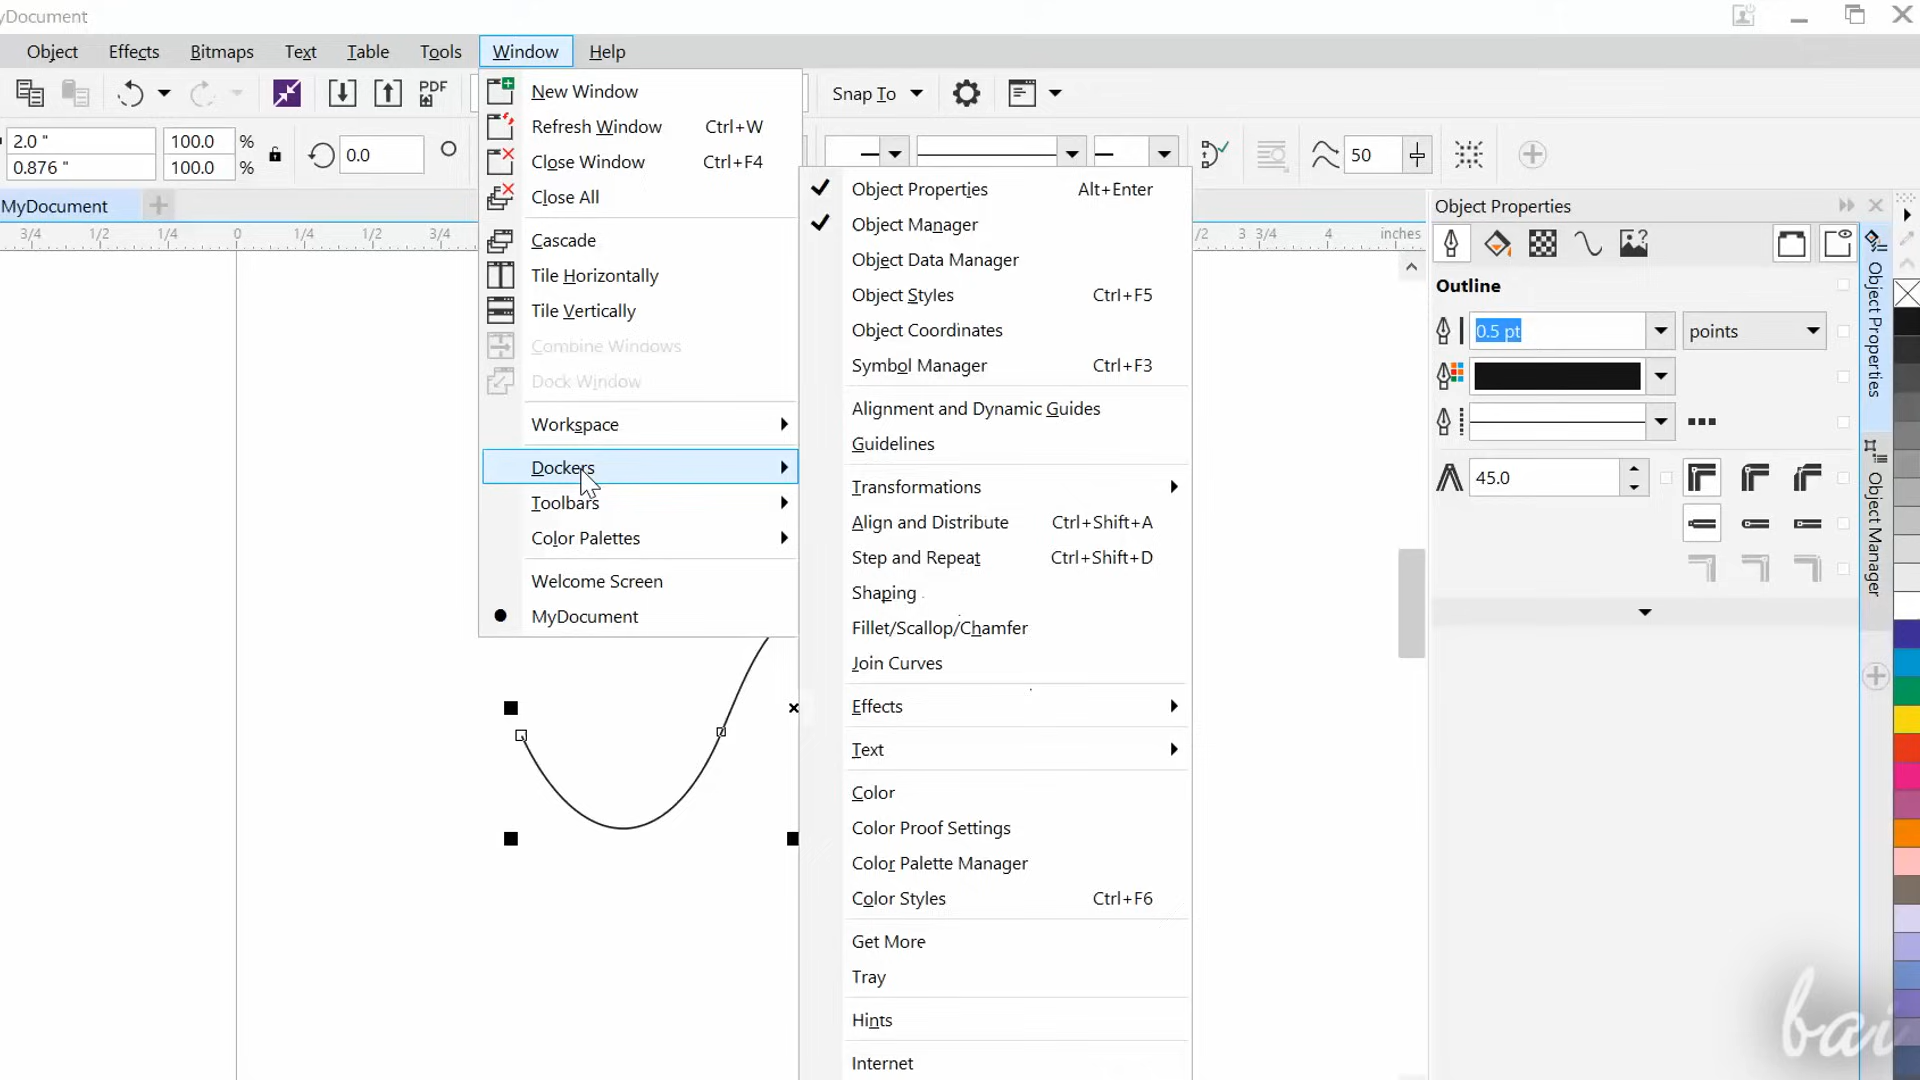 yDocument
Object Effects Bitmaps Text Table Tools Window Help
PDF
Snap To
2.0 " 100.0 %
0.876 " 100.0 %
0.0
50
MyDocument
3/4 1/2 1/4 0 1/4 1/2 3/4 /2 3 3/4 4 inches
New Window
Refresh Window Ctrl+W
Close Window Ctrl+F4
Close All
Cascade
Tile Horizontally
Tile Vertically
Combine Windows
Dock Window
Workspace
Dockers
Toolbars
Color Palettes
Welcome Screen
MyDocument
Object Properties Alt+Enter
Object Manager
Object Data Manager
Object Styles Ctrl+F5
Object Coordinates
Symbol Manager Ctrl+F3
Alignment and Dynamic Guides
Guidelines
Transformations
Align and Distribute Ctrl+Shift+A
Step and Repeat Ctrl+Shift+D
Shaping
Fillet/Scallop/Chamfer
Join Curves
Effects
Text
Color
Color Proof Settings
Color Palette Manager
Color Styles Ctrl+F6
Get More
Tray
Hints
Internet
Object Properties
Outline
0.5 pt points
45.0
Object Properties
Object Manager
bai